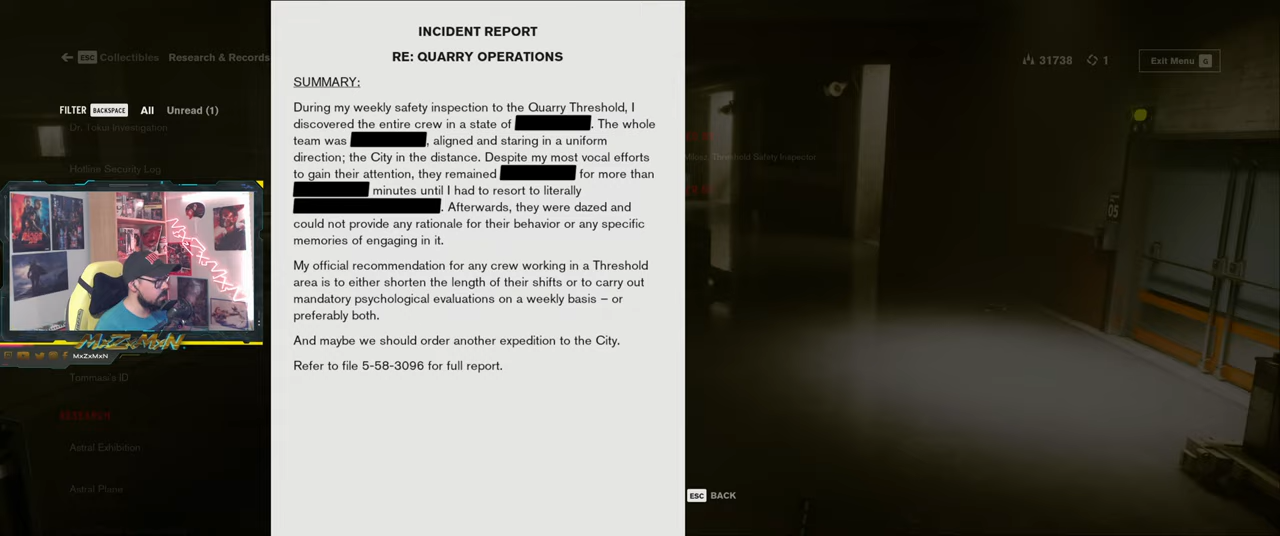 ESC Collectibles Research & Records
31738 1 Exit Menu G
FILTER BACKSPACE All Unread (1)
Dr. Tokui Investigation
Hotline Security Log
INCIDENT REPORT
RE: QUARRY OPERATIONS
SUMMARY:
During my weekly safety inspection to the Quarry Threshold, I
discovered the entire crew in a state of . The whole
team was , aligned and staring in a uniform
direction; the City in the distance. Despite my most vocal efforts
to gain their attention, they remained for more than
minutes until I had to resort to literally
. Afterwards, they were dazed and
could not provide any rationale for their behavior or any specific
memories of engaging in it.
My official recommendation for any crew working in a Threshold
area is to either shorten the length of their shifts or to carry out
mandatory psychological evaluations on a weekly basis – or
preferably both.
And maybe we should order another expedition to the City.
Refer to file 5-58-3096 for full report.
Threshold Safety Inspector
05
MxZxMxN
MxZxMxN
Tommasi's ID
RESEARCH
Astral Exhibition
Astral Plane
ESC BACK